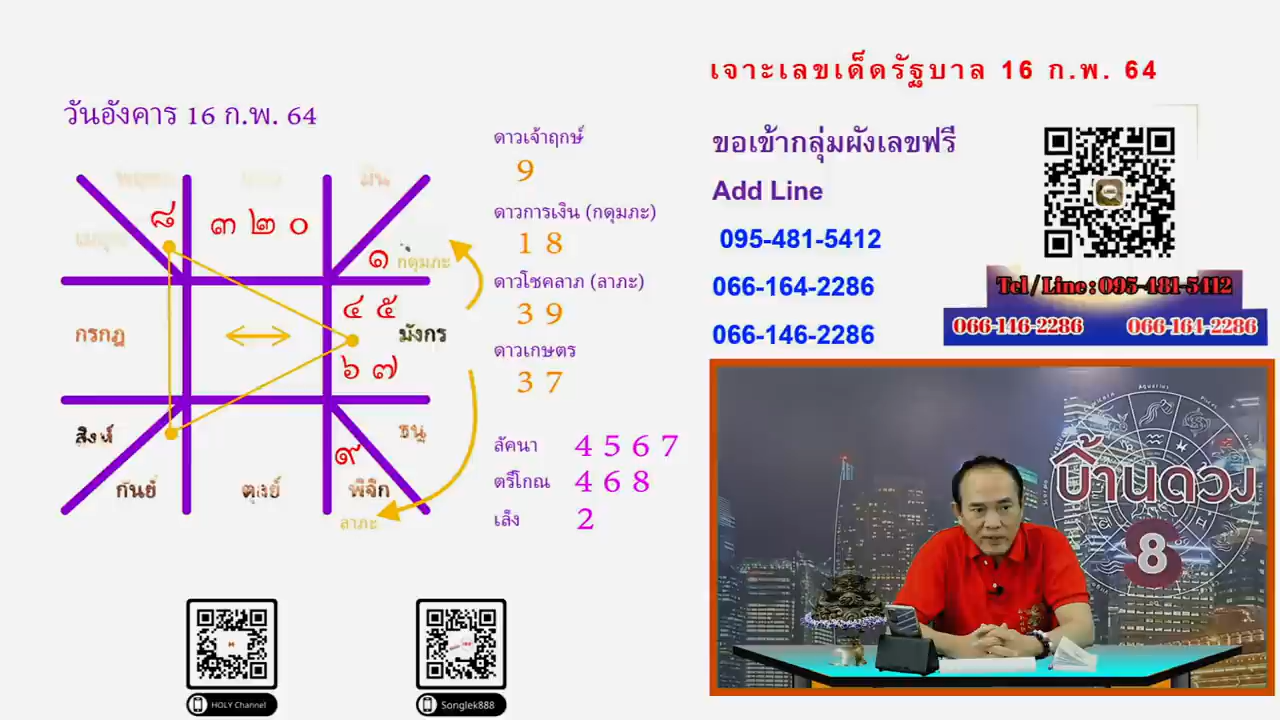 เจาะเลขเด็ดรัฐบาล 16 ก.พ. 64
วันอังคาร 16 ก.พ. 64
ดาวเจ้าฤกษ์
9
ดาวการเงิน (กดุมภะ)
1 8
ดาวโชคลาภ (ลาภะ)
3 9
ดาวเกษตร
3 7
ลัคนา 4 5 6 7
ตรีโกณ 4 6 8
เล็ง 2
๘
๓ ๒ ๐
มีน
๑ กดุมภะ
กรกฎ
๔ ๕
มังกร
๖ ๗
สิงห์
ธนู
๙
กันย์
ตุลย์
พิจิก
ลาภะ
ขอเข้ากลุ่มผังเลขฟรี
Add Line
095-481-5412
066-164-2286
066-146-2286
Tel / Line : 095-481-5412
066-146-2286 066-164-2286
บ้านดวง
8
Aquarius
HOLY Channel
Songlek888